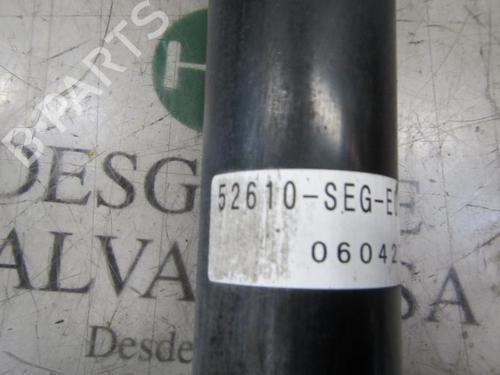 B-PARTS
52610-SEG-E
06042
DESG
ALVA SA
Desde